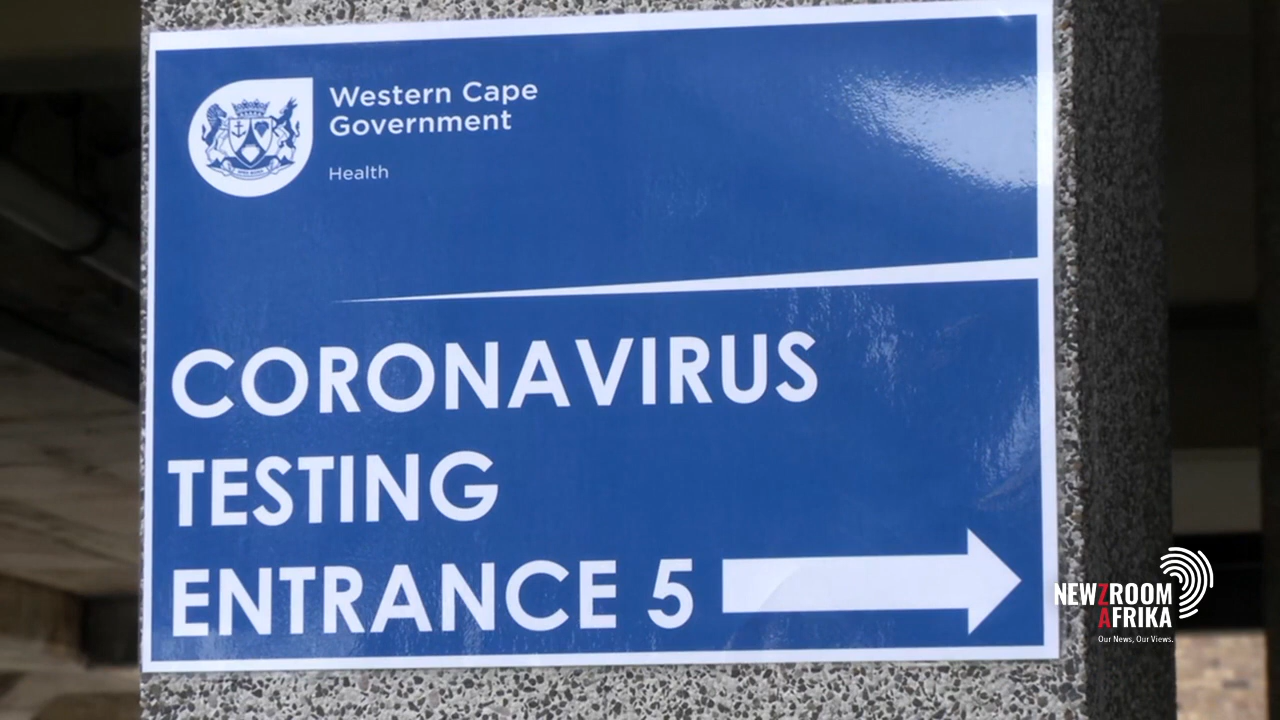 Western Cape
Government
Health
CORONAVIRUS
TESTING
ENTRANCE 5
NEWZROOM
AFRIKA
Our News, Our Views.